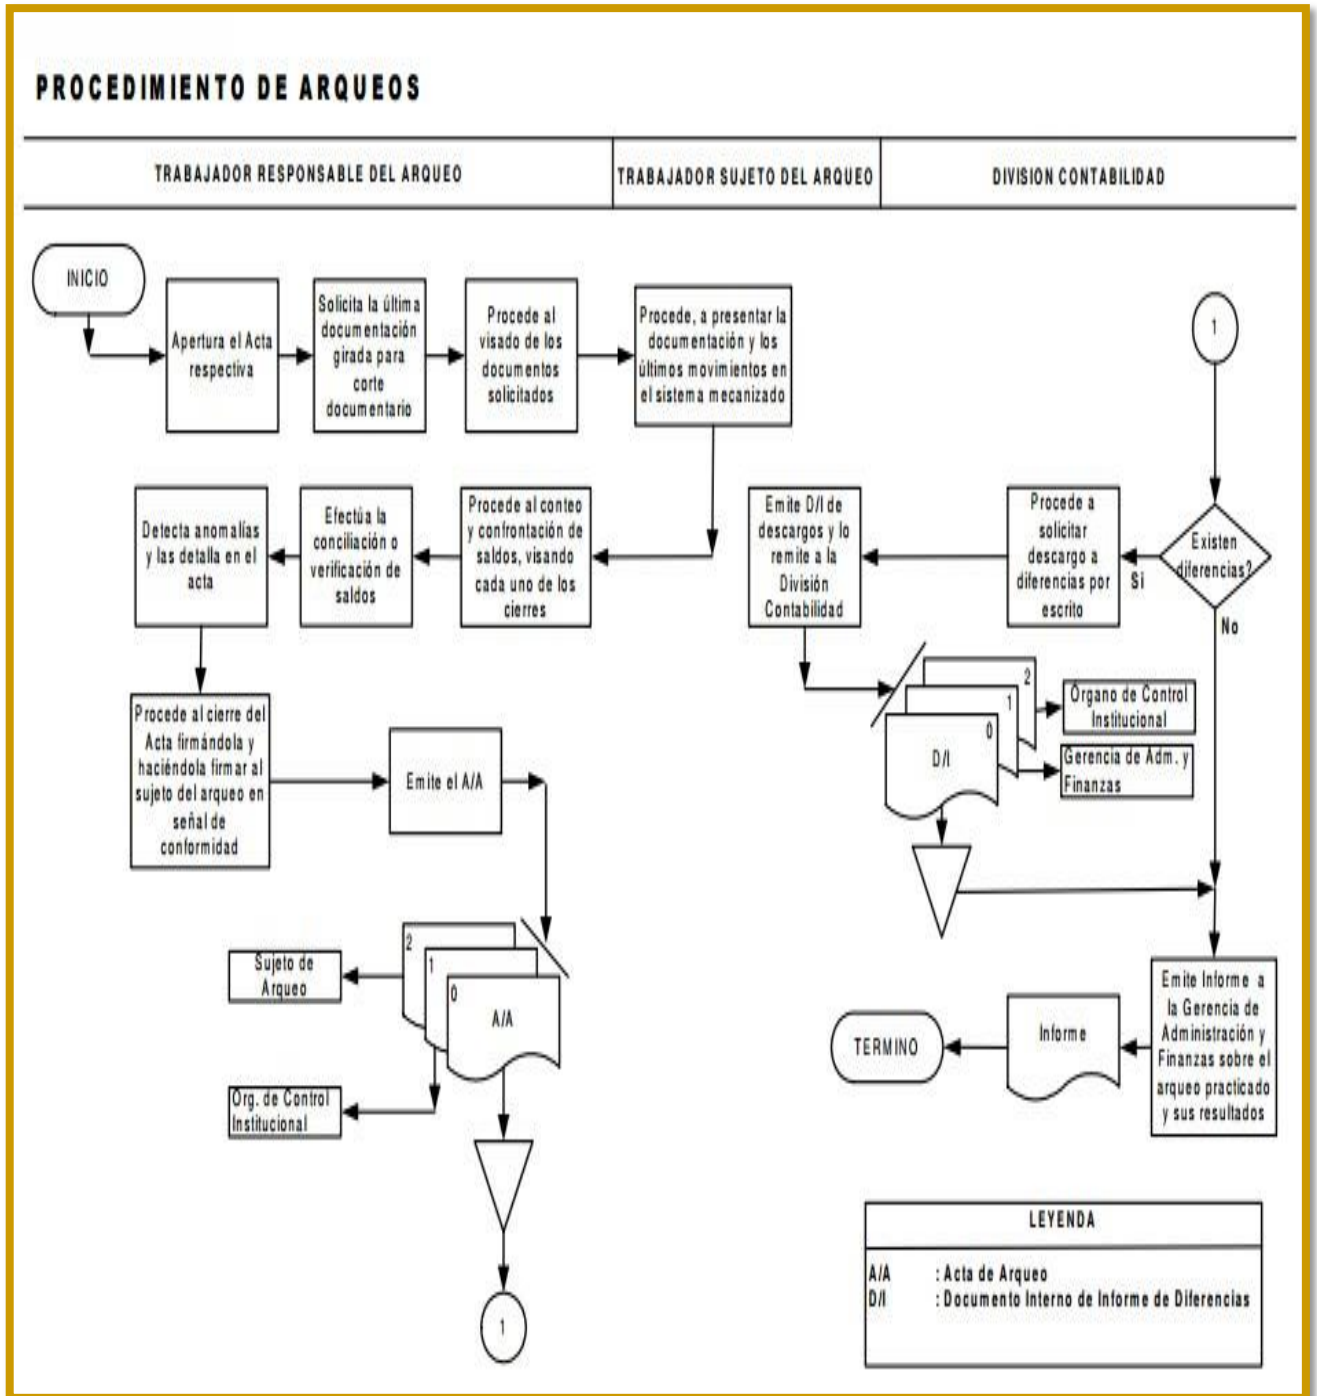 PROCEDIMIENTO DE ARQUEOS
TRABAJADOR RESPONSABLE DEL ARQUEO
TRABAJADOR SUJETO DEL ARQUEO
DIVISION CONTABILIDAD
INICIO
Apertura el Acta
respectiva
Solicita la última
documentación
girada para
corte
documentario
Procede al
visado de los
documentos
solicitados
Procede, a presentar la
documentación y los
últimos movimientos en
el sistema mecanizado
1
Detecta anomalías
y las detalla en el
acta
Efectúa la
conciliación o
verificación de
saldos
Procede al conteo
y confrontación de
saldos, visando
cada uno de los
cierres
Emite D/I de
descargos y lo
remite a la
División
Contabilidad
Procede a
solicitar
descargo a
diferencias por
escrito
Existen
diferencias?
Si
No
Procede al cierre del
Acta firmándola y
haciéndola firmar al
sujeto del arqueo en
señal de
conformidad
Emite el A/A
2
1
0
D/I
Órgano de Control
Institucional
Gerencia de Adm. y
Finanzas
2
1
0
A/A
Sujeto de
Arqueo
Org. de Control
Institucional
1
Emite Informe a
la Gerencia de
Administración y
Finanzas sobre el
arqueo practicado
y sus resultados
Informe
TERMINO
LEYENDA
A/A : Acta de Arqueo
D/I : Documento Interno de Informe de Diferencias